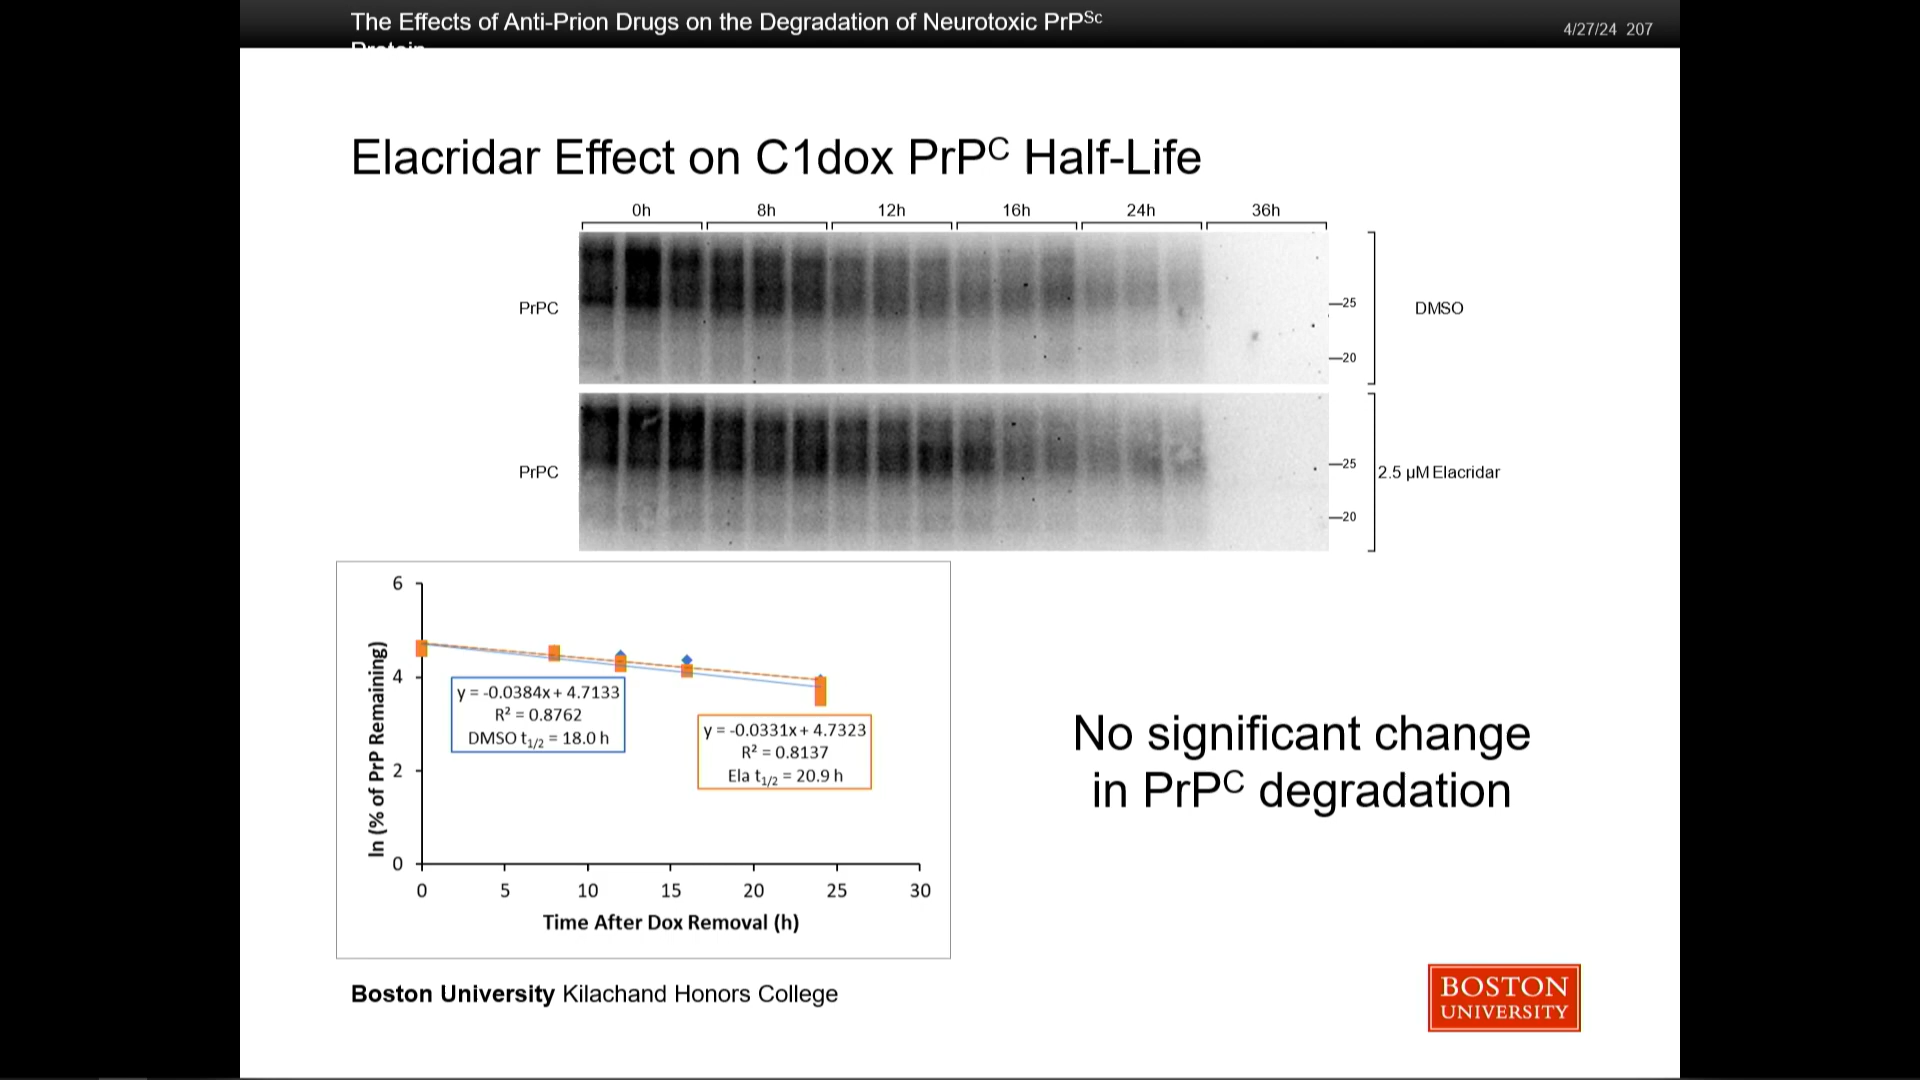 The Effects of Anti-Prion Drugs on the Degradation of Neurotoxic PrPSc
Protein
4/27/24 207
Elacridar Effect on C1dox PrPC Half-Life
0h 8h 12h 16h 24h 36h
PrPC
25
20
DMSO
PrPC
25
20
2.5 µM Elacridar
6
4
2
0
ln (% of PrP Remaining)
y = -0.0384x + 4.7133
R² = 0.8762
DMSO t1/2 = 18.0 h
y = -0.0331x + 4.7323
R² = 0.8137
Ela t1/2 = 20.9 h
0 5 10 15 20 25 30
Time After Dox Removal (h)
No significant change
in PrPC degradation
Boston University Kilachand Honors College
BOSTON
UNIVERSITY